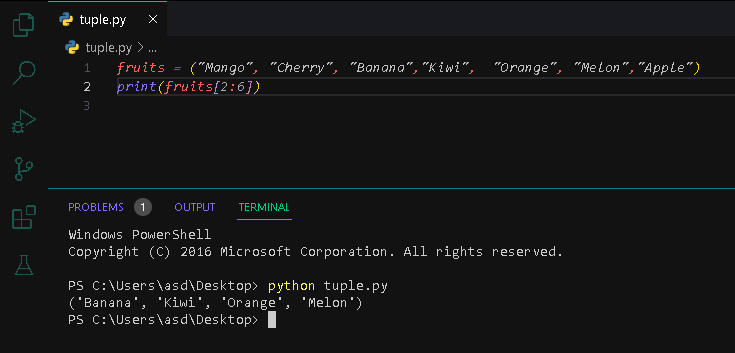 tuple.py ×
tuple.py > ...
1 fruits = ("Mango", "Cherry", "Banana","Kiwi",  "Orange", "Melon","Apple")
2 print(fruits[2:6])
3
PROBLEMS 1 OUTPUT TERMINAL
Windows PowerShell
Copyright (C) 2016 Microsoft Corporation. All rights reserved.
PS C:\Users\asd\Desktop> python tuple.py
('Banana', 'Kiwi', 'Orange', 'Melon')
PS C:\Users\asd\Desktop>